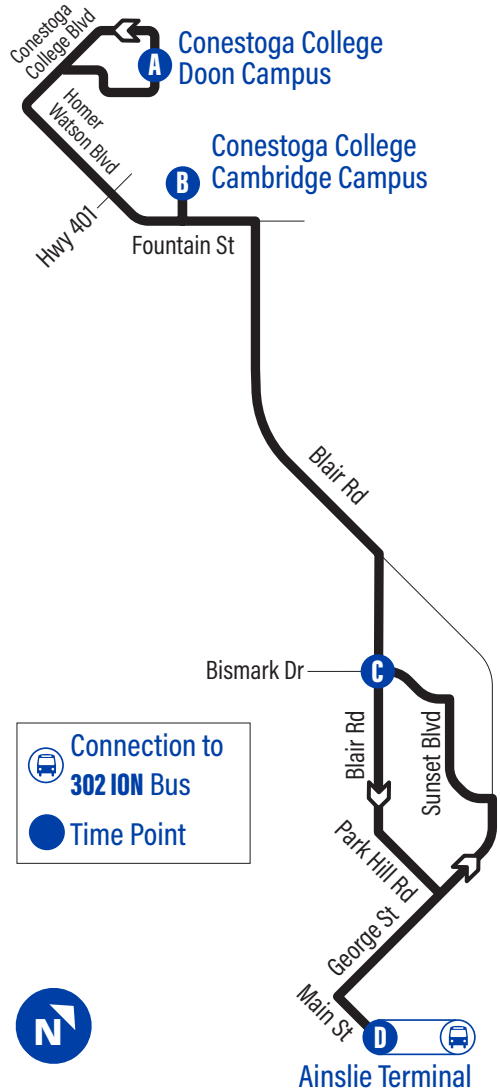 Conestoga
College Blvd
A
Conestoga College
Doon Campus
Homer
Watson Blvd
Conestoga College
Cambridge Campus
B
Hwy 401
Fountain St
Blair Rd
Bismark Dr
C
Blair Rd
Sunset Blvd
Connection to
302 ION Bus
Time Point
Park Hill Rd
George St
Main St
N
D
Ainslie Terminal